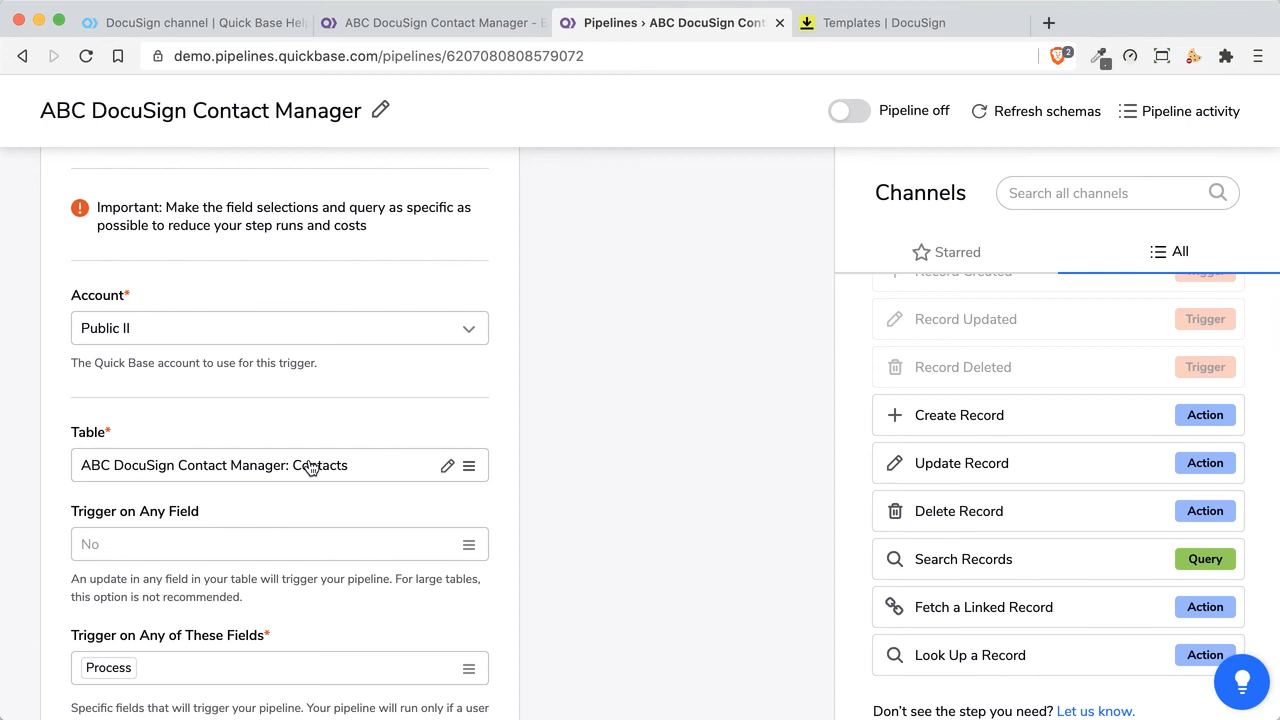 DocuSign channel | Quick Base Hel
ABC DocuSign Contact Manager - E
Pipelines › ABC DocuSign Cont
Templates | DocuSign
demo.pipelines.quickbase.com/pipelines/6207080808579072
2
ABC DocuSign Contact Manager
Pipeline off
Refresh schemas
Pipeline activity
Important: Make the field selections and query as specific as
possible to reduce your step runs and costs
Account*
Public II
The Quick Base account to use for this trigger.
Table*
ABC DocuSign Contact Manager: Contacts
Trigger on Any Field
No
An update in any field in your table will trigger your pipeline. For large tables,
this option is not recommended.
Trigger on Any of These Fields*
Process
Specific fields that will trigger your pipeline. Your pipeline will run only if a user
Channels
Search all channels
Starred
All
Record Created Trigger
Record Updated Trigger
Record Deleted Trigger
Create Record Action
Update Record Action
Delete Record Action
Search Records Query
Fetch a Linked Record Action
Look Up a Record Action
Don't see the step you need? Let us know.